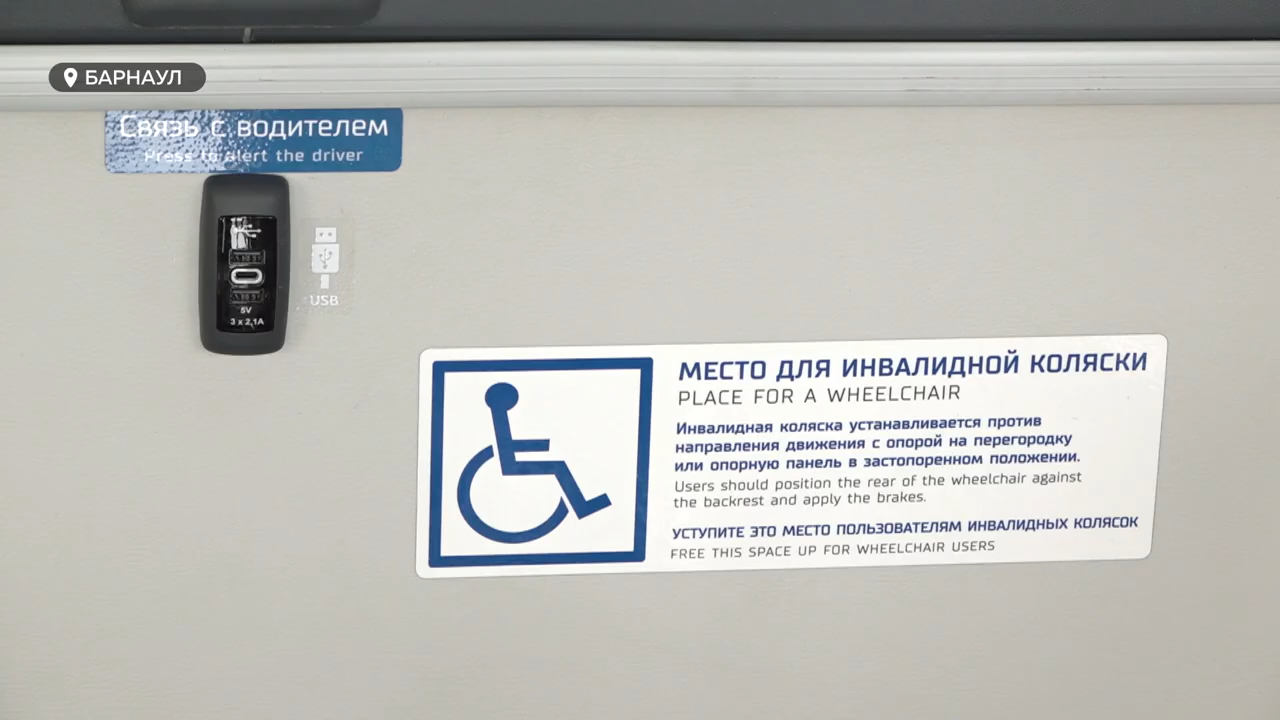 БАРНАУЛ
Связь с водителем
Press to alert the driver
5V
3 x 2,1A
USB
МЕСТО ДЛЯ ИНВАЛИДНОЙ КОЛЯСКИ
PLACE FOR A WHEELCHAIR
Инвалидная коляска устанавливается против
направления движения с опорой на перегородку
или опорную панель в застопоренном положении.
Users should position the rear of the wheelchair against
the backrest and apply the brakes.
УСТУПИТЕ ЭТО МЕСТО ПОЛЬЗОВАТЕЛЯМ ИНВАЛИДНЫХ КОЛЯСОК
FREE THIS SPACE UP FOR WHEELCHAIR USERS